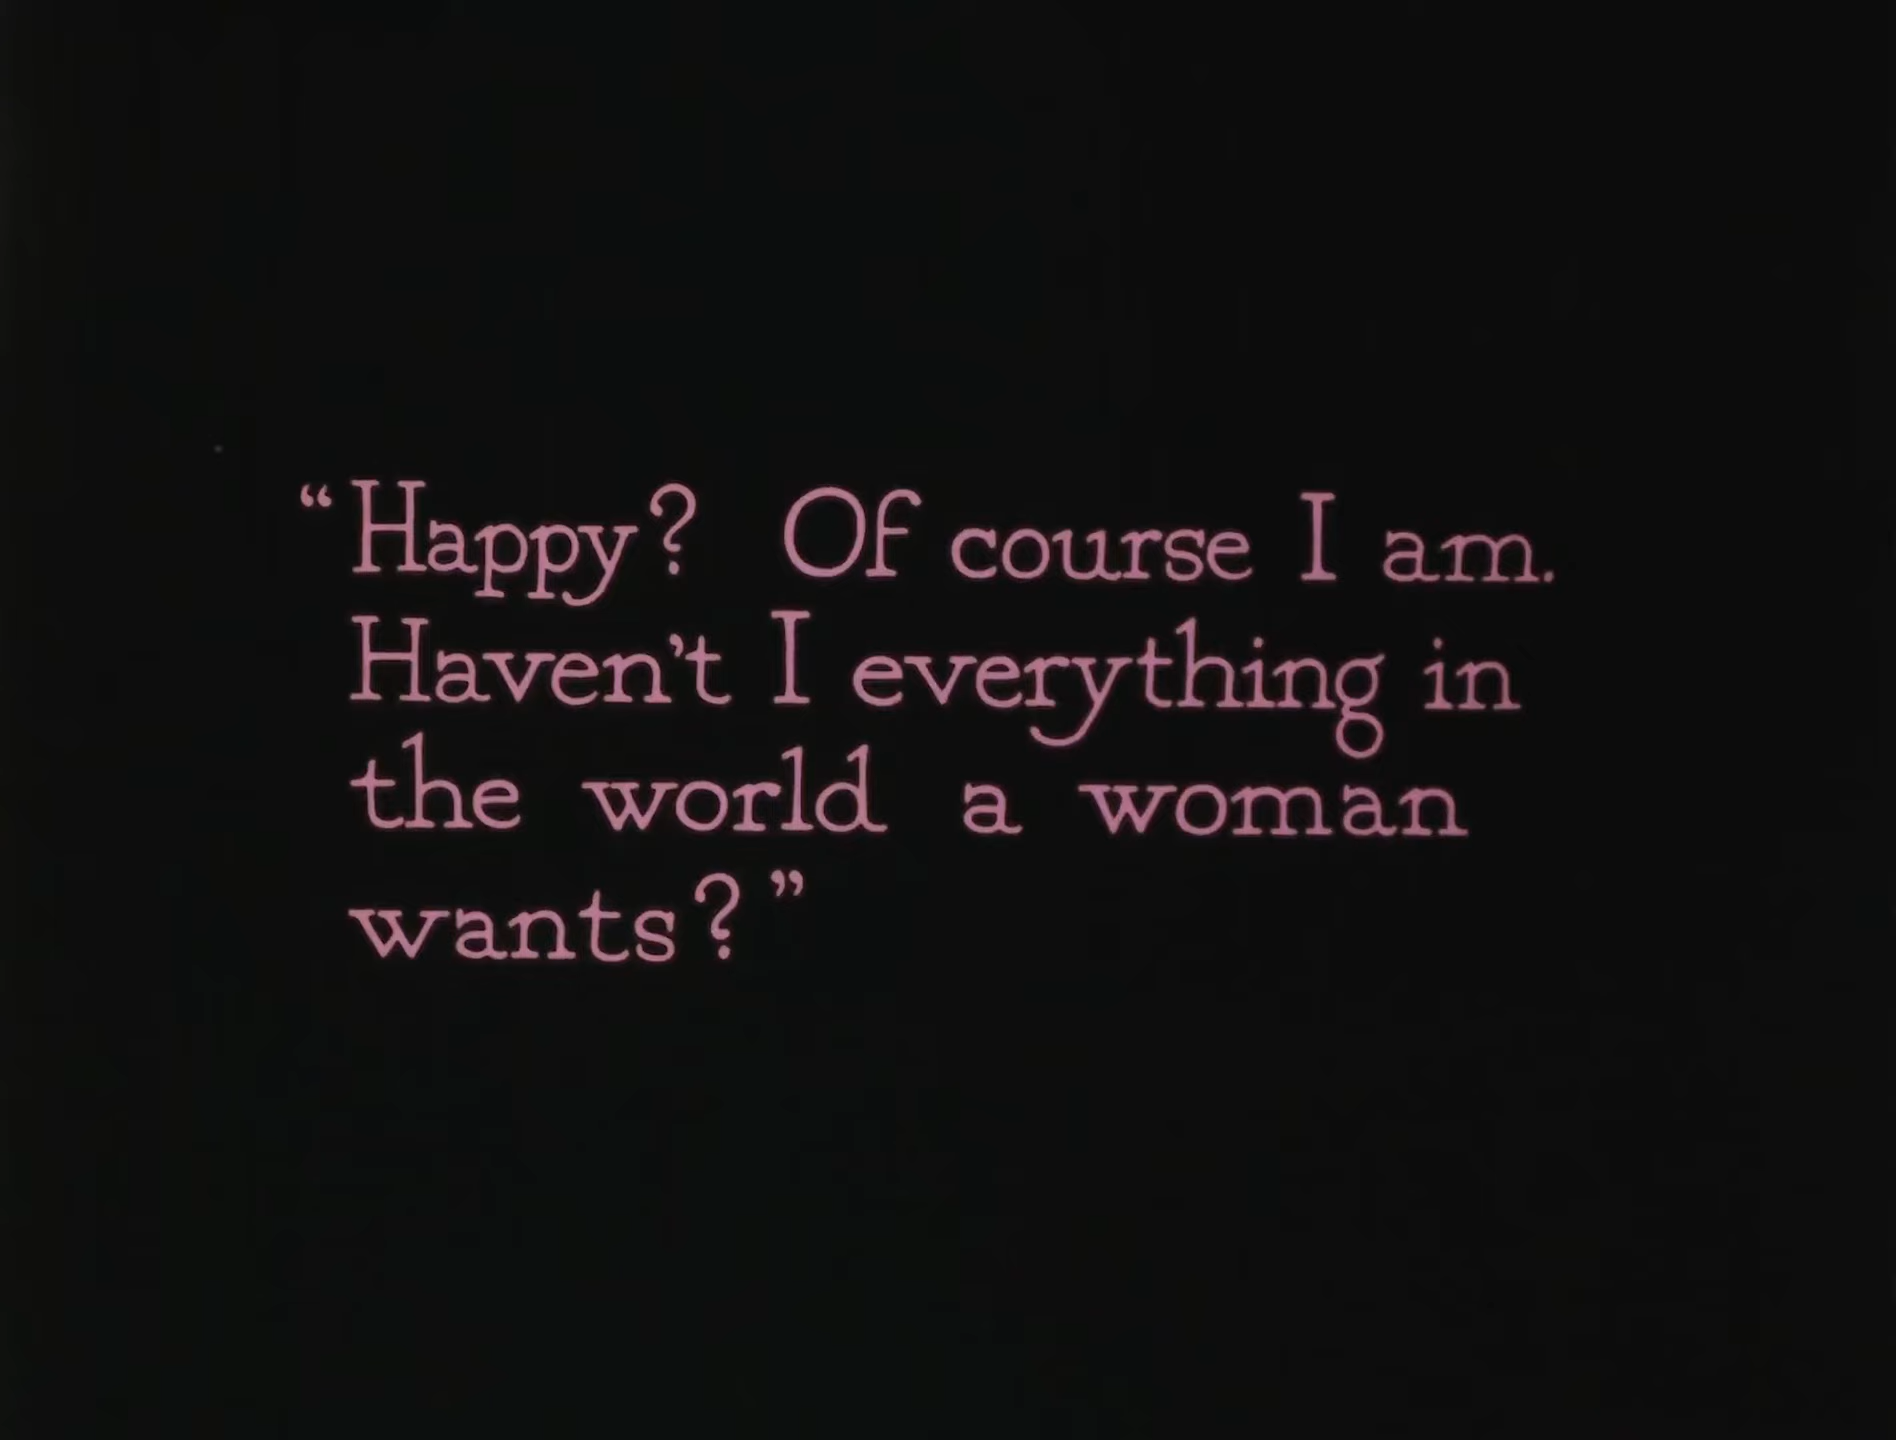 “Happy? Of course I am.
Haven't I everything in
the world a woman
wants?”